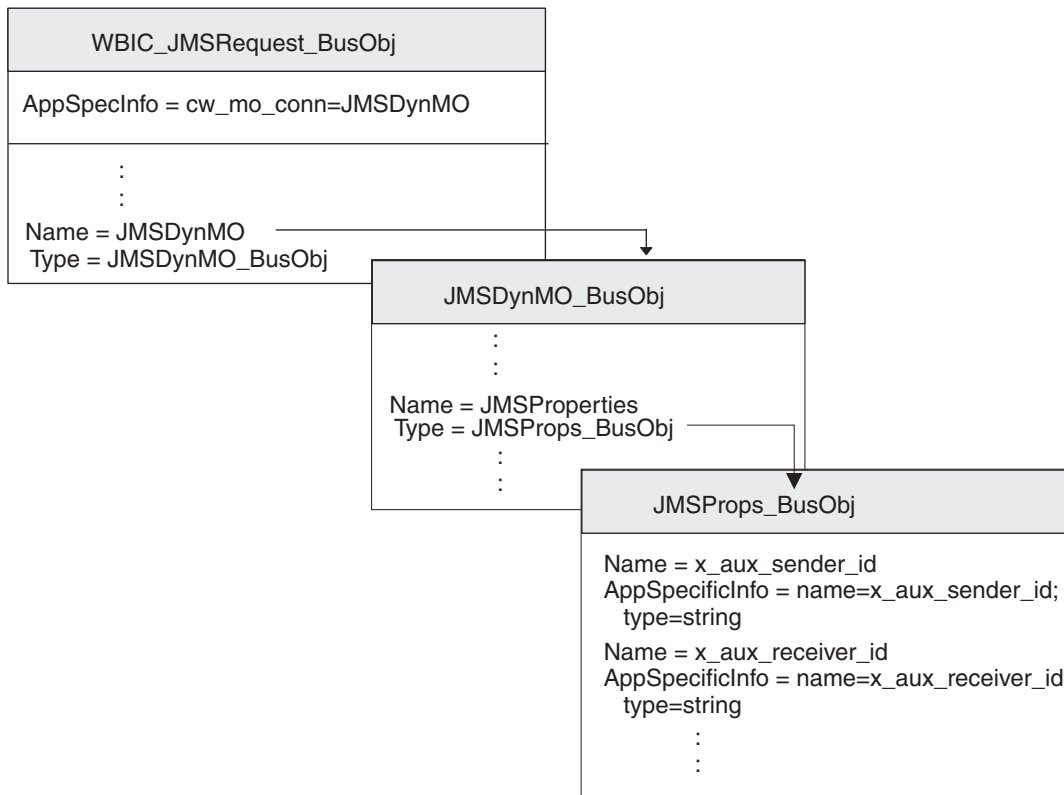 WBIC_JMSRequest_BusObj
AppSpecInfo = cw_mo_conn=JMSDynMO
:
:
Name = JMSDynMO
Type = JMSDynMO_BusObj
JMSDynMO_BusObj
:
:
Name = JMSProperties
Type = JMSProps_BusObj
:
:
JMSProps_BusObj
Name = x_aux_sender_id
AppSpecificInfo = name=x_aux_sender_id;
type=string
Name = x_aux_receiver_id
AppSpecificInfo = name=x_aux_receiver_id
type=string
:
: